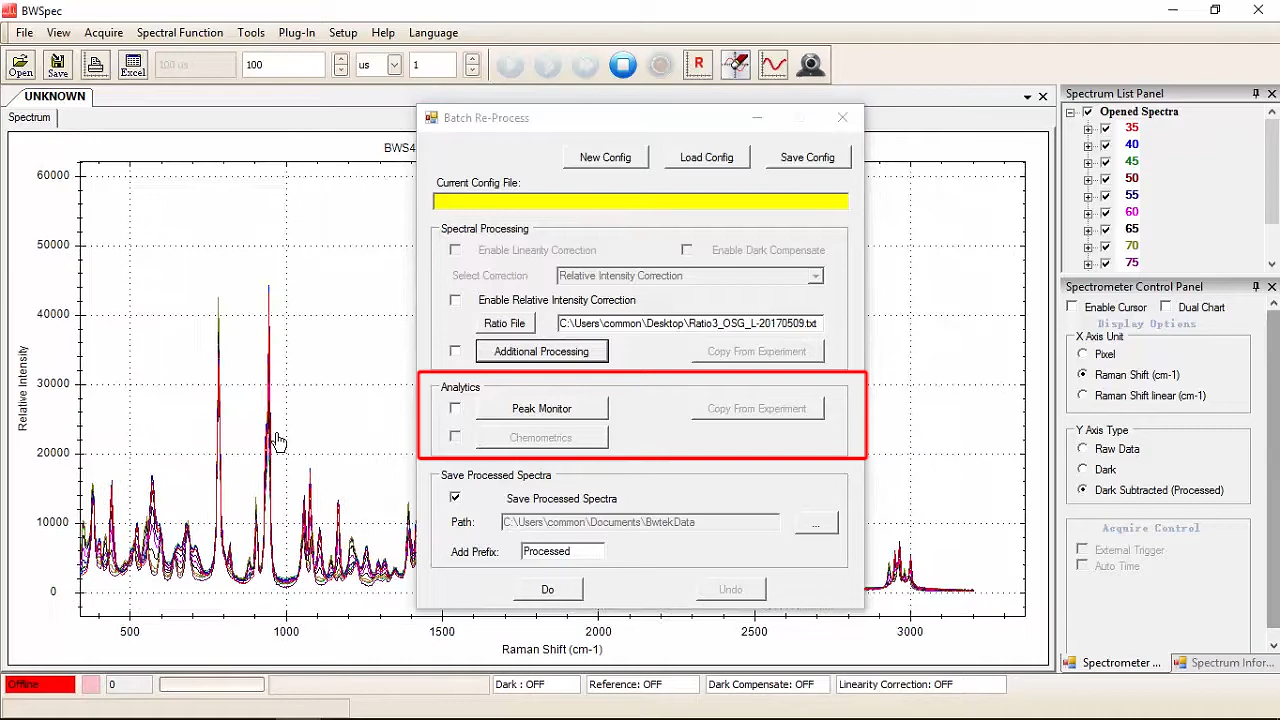 BWSpec
File View Acquire Spectral Function Tools Plug-In Setup Help Language
Open Save Excel 100 us 100 us 1 R
UNKNOWN
Spectrum
BWS4
60000
50000
40000
30000
20000
10000
0
Relative Intensity
500 1000 1500 2000 2500 3000
Raman Shift (cm-1)
Batch Re-Process
New Config Load Config Save Config
Current Config File:
Spectral Processing
Enable Linearity Correction Enable Dark Compensate
Select Correction Relative Intensity Correction
Enable Relative Intensity Correction
Ratio File C:\Users\common\Desktop\Ratio3_OSG_L-20170509.txt
Additional Processing Copy From Experiment
Analytics
Peak Monitor Copy From Experiment
Chemometrics
Save Processed Spectra
Save Processed Spectra
Path: C:\Users\common\Documents\BwtekData ...
Add Prefix: Processed
Do Undo
Spectrum List Panel
Opened Spectra
35
40
45
50
55
60
65
70
75
Spectrometer Control Panel
Enable Cursor Dual Chart
Display Options
X Axis Unit
Pixel
Raman Shift (cm-1)
Raman Shift linear (cm-1)
Y Axis Type
Raw Data
Dark
Dark Subtracted (Processed)
Acquire Control
External Trigger
Auto Time
Spectrometer ... Spectrum Infor...
Offline 0 Dark : OFF Reference: OFF Dark Compensate: OFF Linearity Correction: OFF